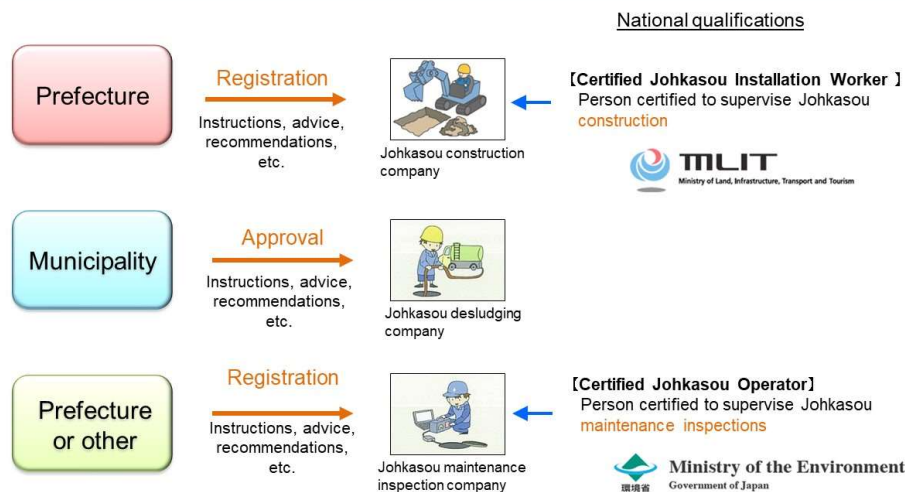 National qualifications
Prefecture
Registration
Instructions, advice,
recommendations,
etc.
Johkasou construction
company
【Certified Johkasou Installation Worker 】
Person certified to supervise Johkasou
construction
MLIT
Ministry of Land, Infrastructure, Transport and Tourism
Municipality
Approval
Instructions, advice,
recommendations,
etc.
Johkasou desludging
company
Prefecture
or other
Registration
Instructions, advice,
recommendations,
etc.
Johkasou maintenance
inspection company
【Certified Johkasou Operator】
Person certified to supervise Johkasou
maintenance inspections
環境省
Ministry of the Environment
Government of Japan